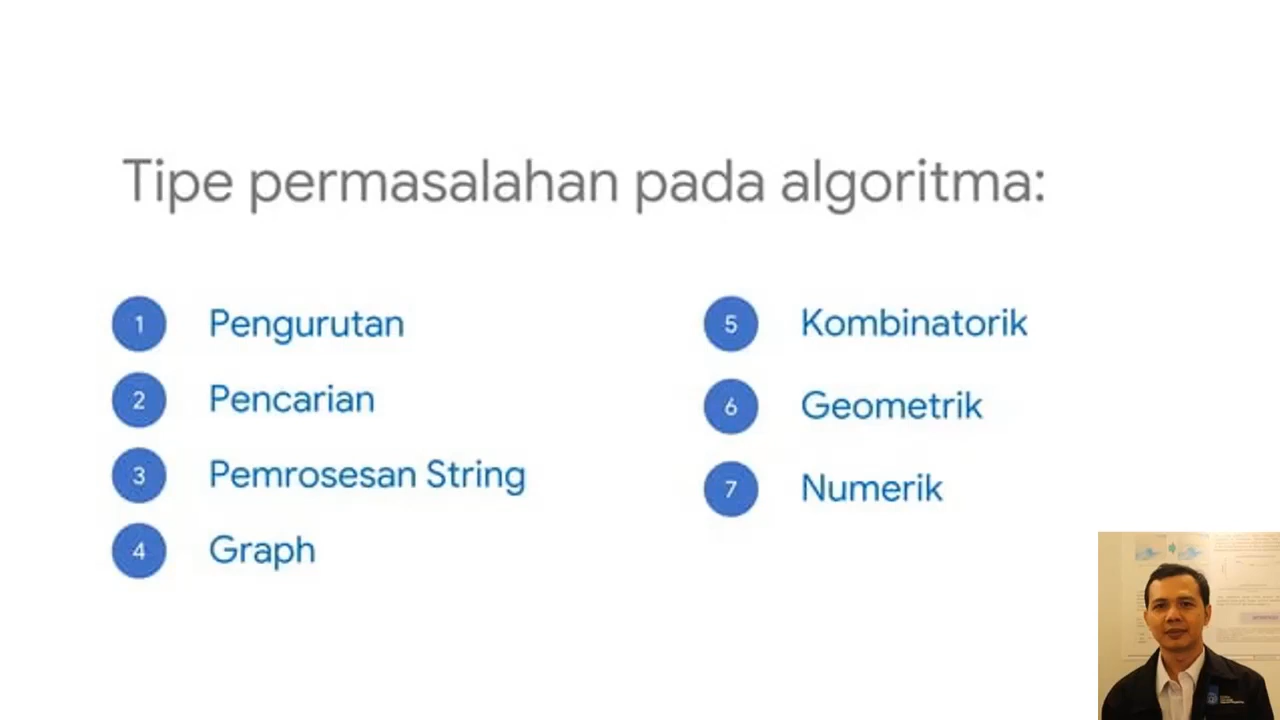 Tipe permasalahan pada algoritma:
1 Pengurutan
2 Pencarian
3 Pemrosesan String
4 Graph
5 Kombinatorik
6 Geometrik
7 Numerik